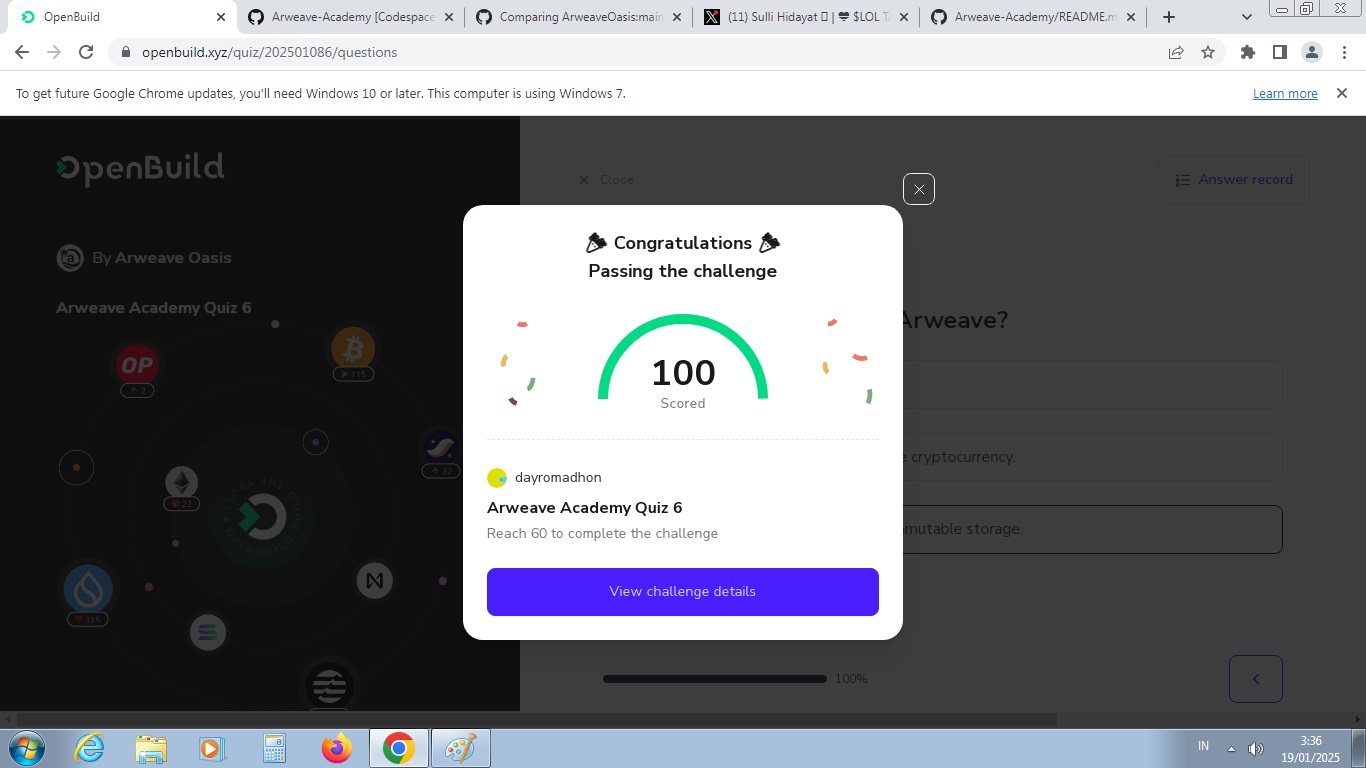 OpenBuild
Arweave-Academy [Codespace
Comparing ArweaveOasis:main
(11) Sulli Hidayat | $LOL TA
Arweave-Academy/README.m
openbuild.xyz/quiz/202501086/questions
To get future Google Chrome updates, you'll need Windows 10 or later. This computer is using Windows 7.
Learn more
OpenBuild
Close
Answer record
By Arweave Oasis
Arweave Academy Quiz 6
Congratulations
Passing the challenge
Arweave?
OP
2
115
100
Scored
cryptocurrency.
32
22
dayromadhon
Arweave Academy Quiz 6
Reach 60 to complete the challenge
storage.
View challenge details
115
100%
IN
3:36
19/01/2025